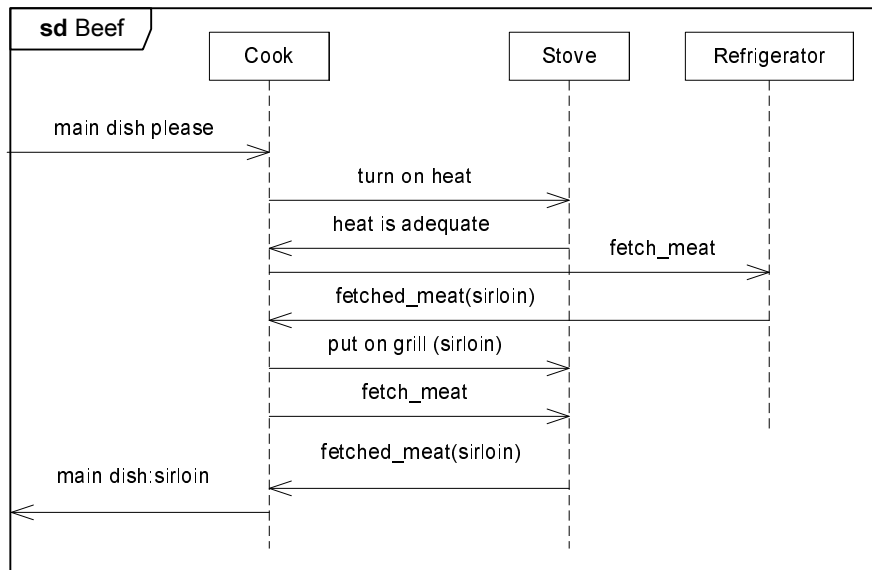 sd Beef
Cook
Stove
Refrigerator
main dish please
turn on heat
heat is adequate
fetch_meat
fetched_meat(sirloin)
put on grill (sirloin)
fetch_meat
fetched_meat(sirloin)
main dish:sirloin